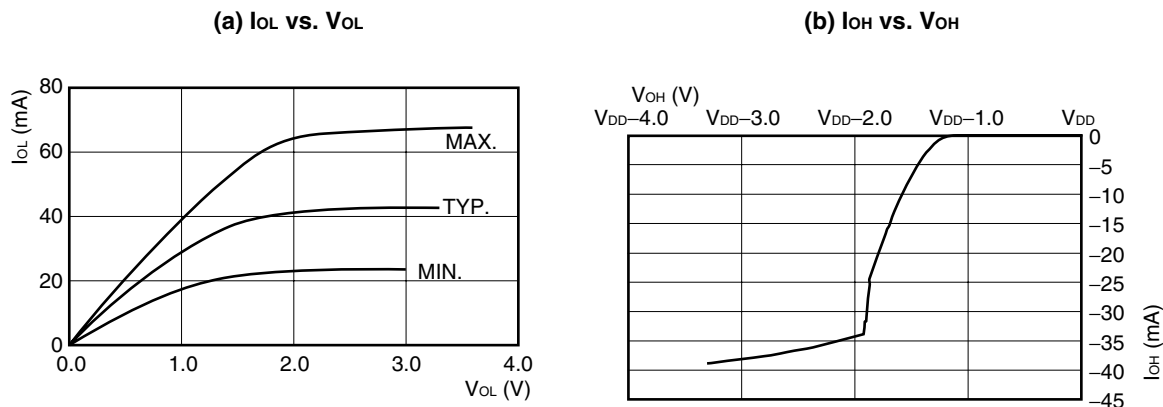 (a) IOL vs. VOL
IOL (mA)
80
60
40
20
0
MAX.
TYP.
MIN.
0.0 1.0 2.0 3.0 4.0
VOL (V)
(b) IOH vs. VOH
VOH (V)
VDD−4.0 VDD−3.0 VDD−2.0 VDD−1.0 VDD
0
−5
−10
−15
−20
−25
−30
−35
−40
−45
IOH (mA)